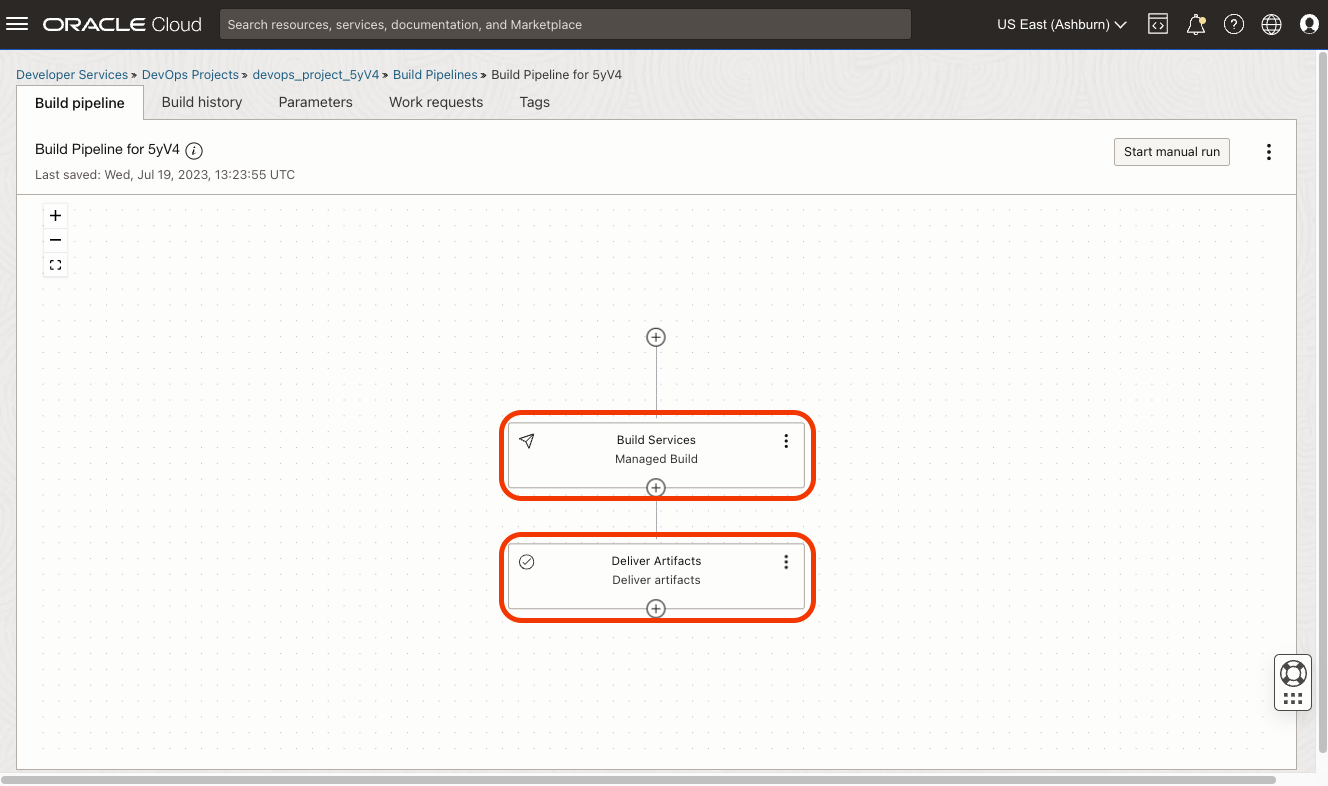 ORACLE Cloud
Search resources, services, documentation, and Marketplace
US East (Ashburn)
Developer Services » DevOps Projects » devops_project_5yV4 » Build Pipelines » Build Pipeline for 5yV4
Build pipeline
Build history
Parameters
Work requests
Tags
Build Pipeline for 5yV4
Start manual run
Last saved: Wed, Jul 19, 2023, 13:23:55 UTC
Build Services
Managed Build
Deliver Artifacts
Deliver artifacts